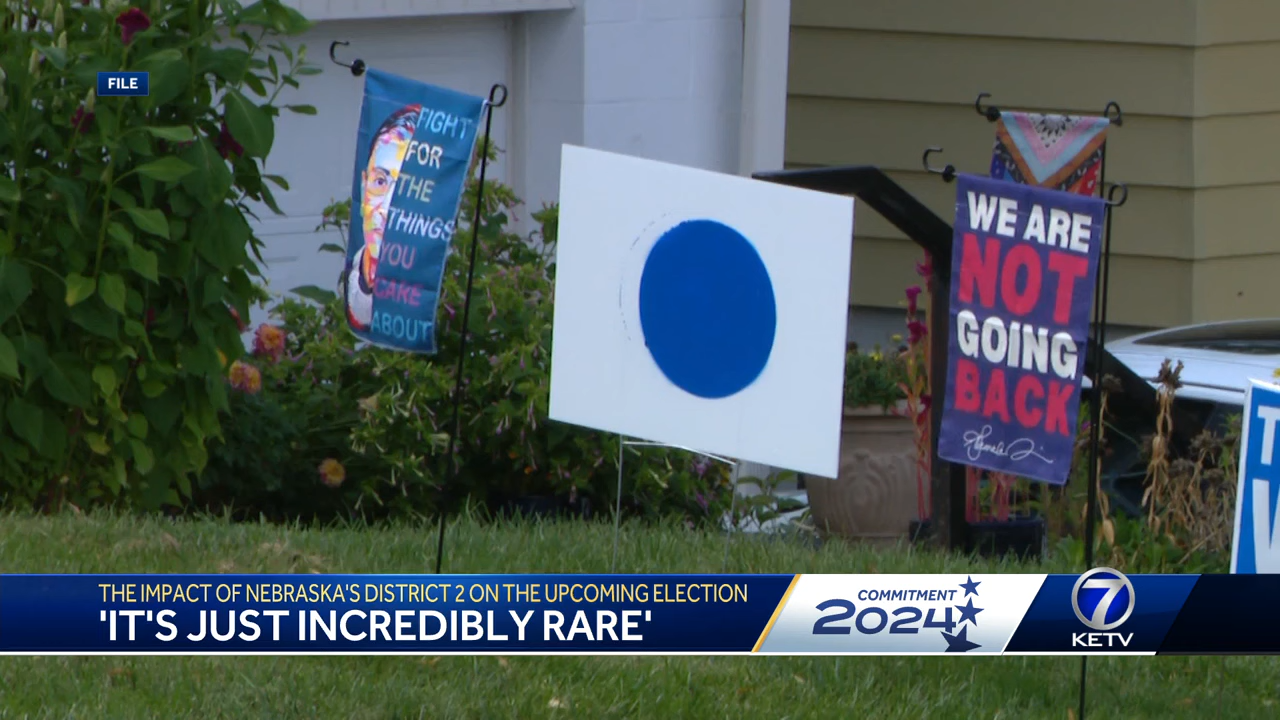 FILE
FIGHT
FOR
THE
THINGS
YOU
CARE
ABOUT
WE ARE
NOT
GOING
BACK
THE IMPACT OF NEBRASKA'S DISTRICT 2 ON THE UPCOMING ELECTION
'IT'S JUST INCREDIBLY RARE'
COMMITMENT
2024
7
KETV